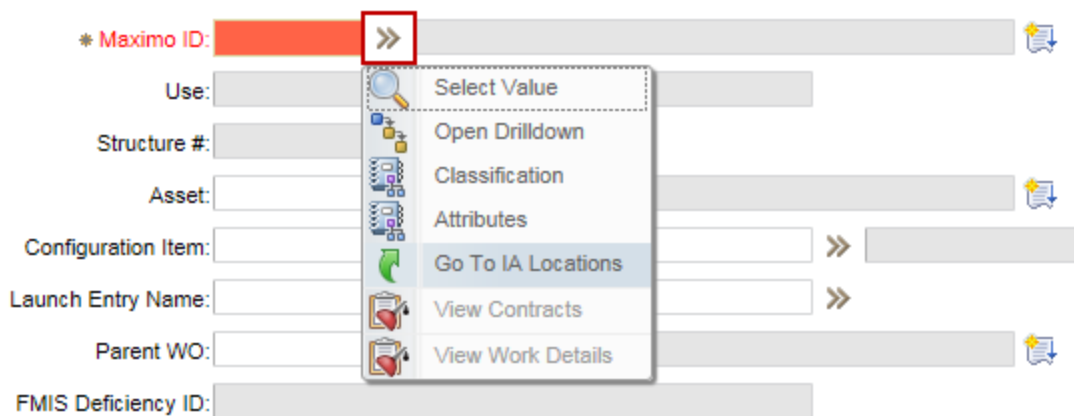 * Maximo ID:
Use:
Select Value
Structure #:
Open Drilldown
Classification
Asset:
Attributes
Configuration Item:
Go To IA Locations
Launch Entry Name:
View Contracts
Parent WO:
View Work Details
FMIS Deficiency ID: